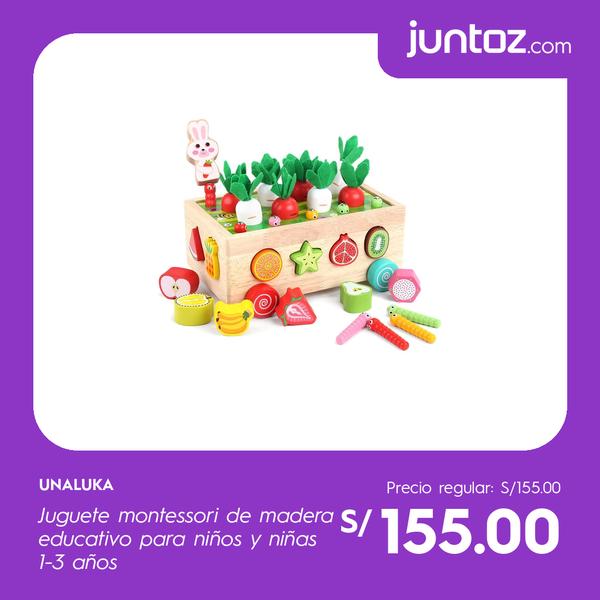 juntoz.com
UNALUKA
Juguete montessori de madera
educativo para niños y niñas
1-3 años
Precio regular: S/155.00
S/ 155.00